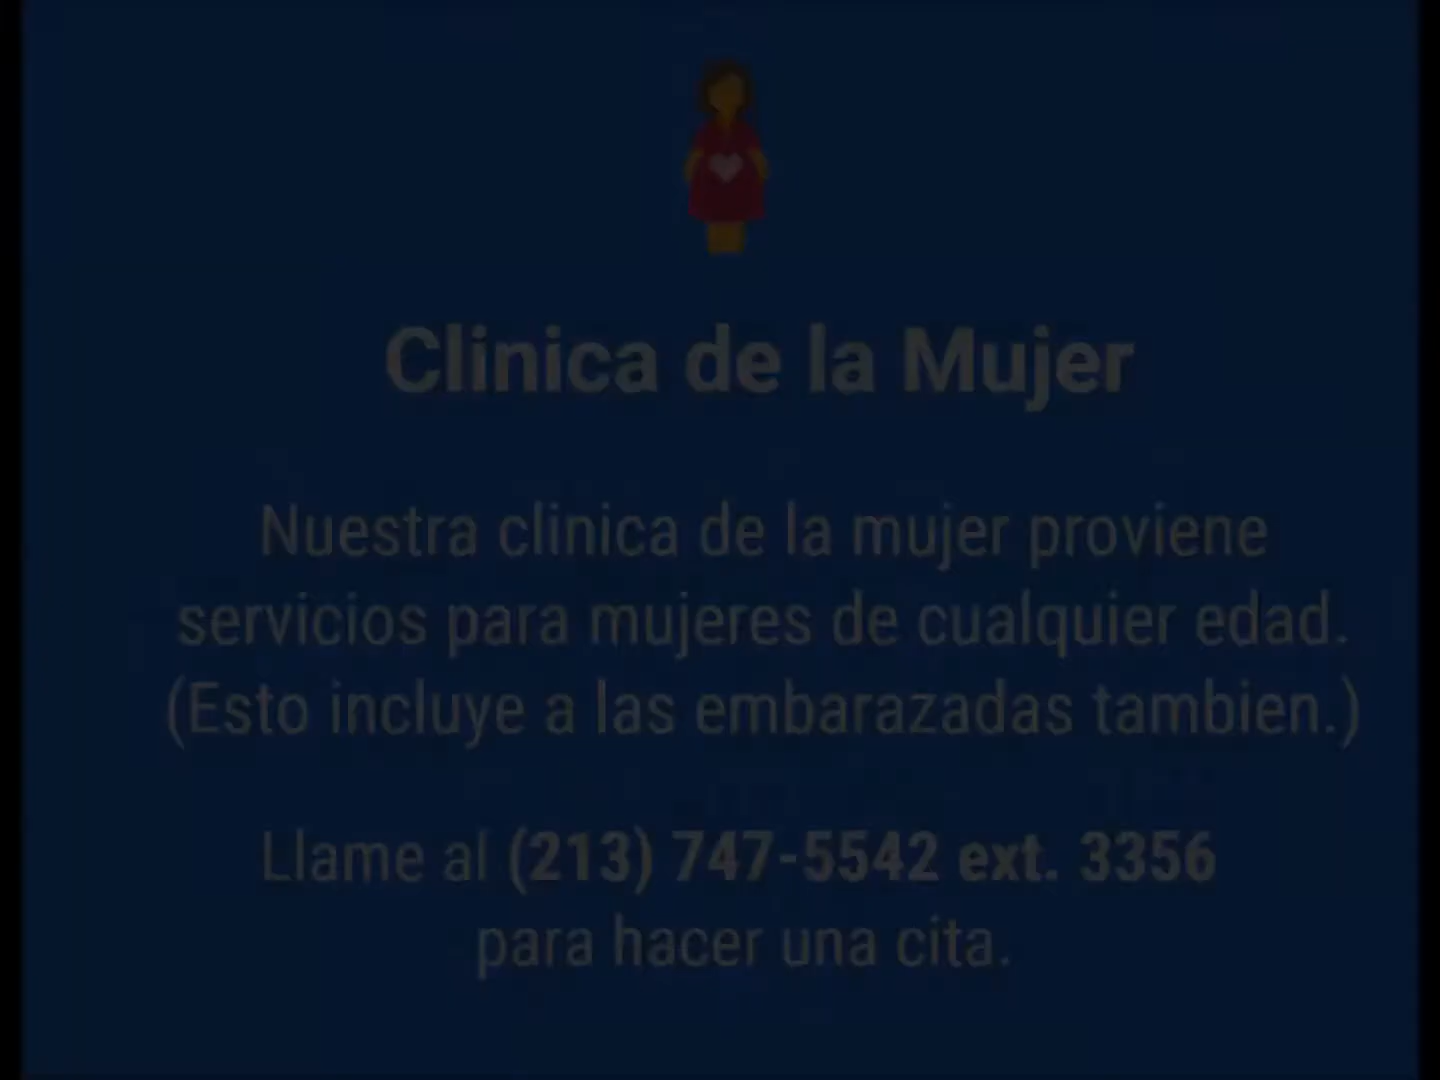 Clinica de la Mujer
Nuestra clinica de la mujer proviene
servicios para mujeres de cualquier edad.
(Esto incluye a las embarazadas tambien.)
Llame al (213) 747-5542 ext. 3356
para hacer una cita.